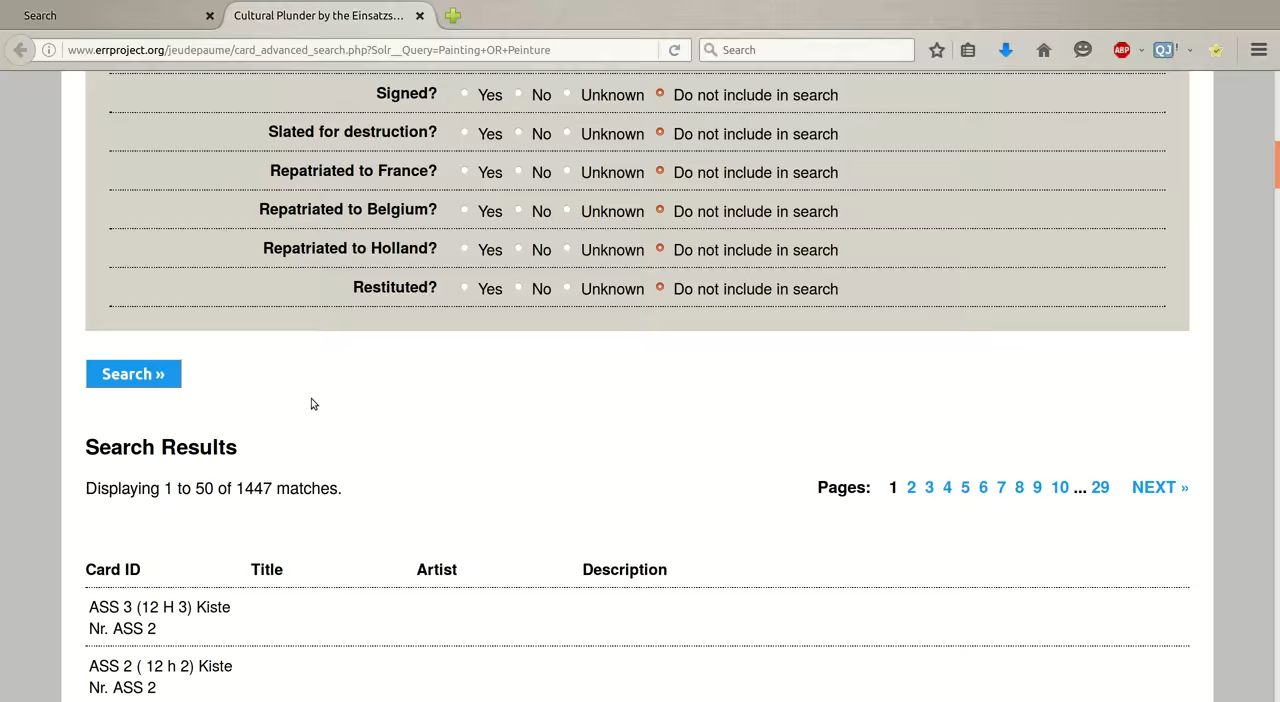 Search
Cultural Plunder by the Einsatzs...
www.errproject.org/jeudepaume/card_advanced_search.php?Solr__Query=Painting+OR+Peinture
Search
ABP
QJ !
Signed? Yes No Unknown Do not include in search
Slated for destruction? Yes No Unknown Do not include in search
Repatriated to France? Yes No Unknown Do not include in search
Repatriated to Belgium? Yes No Unknown Do not include in search
Repatriated to Holland? Yes No Unknown Do not include in search
Restituted? Yes No Unknown Do not include in search
Search »
Search Results
Displaying 1 to 50 of 1447 matches.
Pages: 1 2 3 4 5 6 7 8 9 10 ... 29 NEXT »
Card ID Title Artist Description
ASS 3 (12 H 3) Kiste
Nr. ASS 2
ASS 2 ( 12 h 2) Kiste
Nr. ASS 2